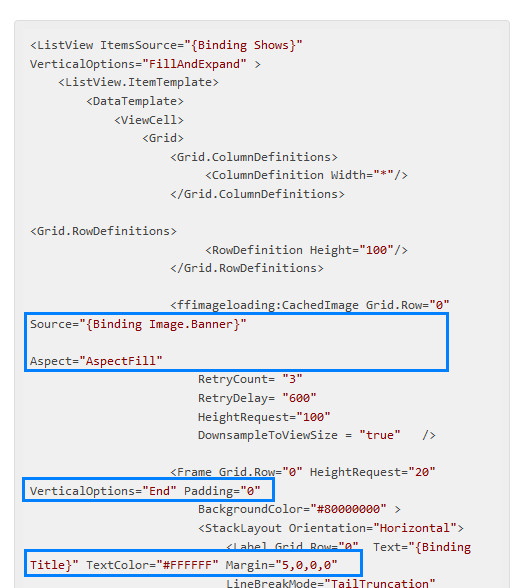 <ListView ItemsSource="{Binding Shows}"
VerticalOptions="FillAndExpand" >
<ListView.ItemTemplate>
<DataTemplate>
<ViewCell>
<Grid>
<Grid.ColumnDefinitions>
<ColumnDefinition Width="*"/>
</Grid.ColumnDefinitions>
<Grid.RowDefinitions>
<RowDefinition Height="100"/>
</Grid.RowDefinitions>
<ffimageloading:CachedImage Grid.Row="0"
Source="{Binding Image.Banner}"
Aspect="AspectFill"
RetryCount= "3"
RetryDelay= "600"
HeightRequest="100"
DownsampleToViewSize = "true" />
<Frame Grid.Row="0" HeightRequest="20"
VerticalOptions="End" Padding="0"
BackgroundColor="#80000000" >
<StackLayout Orientation="Horizontal">
<Label Grid.Row="0" Text="{Binding
Title}" TextColor="#FFFFFF" Margin="5,0,0,0"
LineBreakMode="TailTruncation"